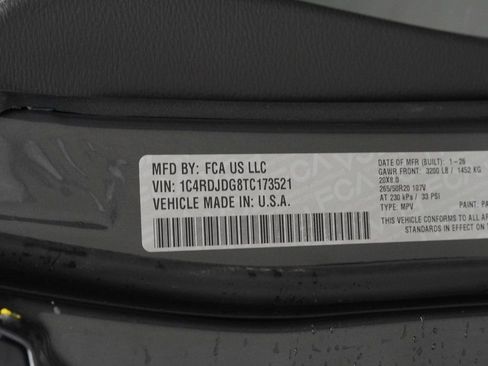 MFD BY: FCA US LLC
VIN: 1C4RDJDG8TC173521
VEHICLE MADE IN: U.S.A.
DATE OF MFR (BUILT): 1-26
GAWR FRONT: 3200 LB / 1452 KG
20X8.0
265/50R20 107V
AT 230 kPa / 33 PSI
TYPE: MPV PAINT: PA
THIS VEHICLE CONFORMS TO ALL AP
STANDARDS IN EFFECT